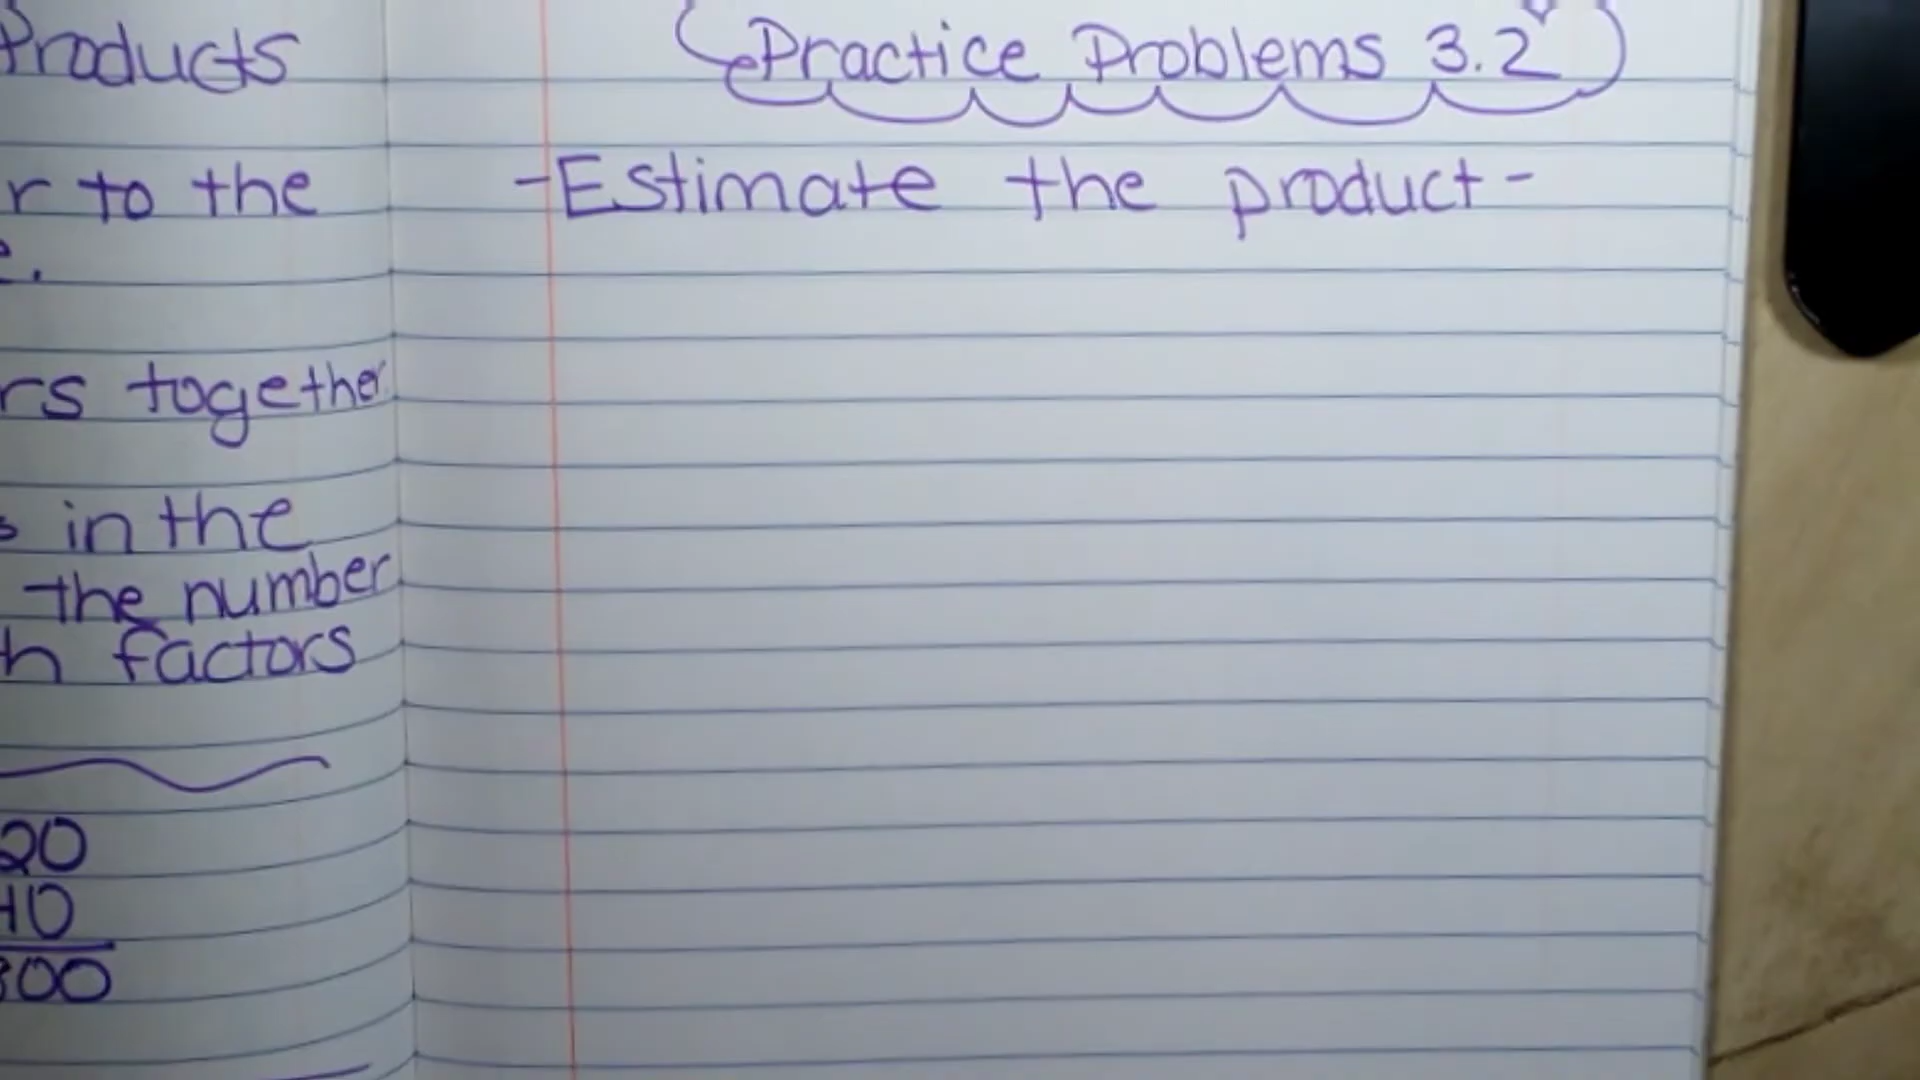 Products
r to the
e.
rs together.
s in the
the number
h factors
20
40
800
Practice Problems 3.2
-Estimate the product-